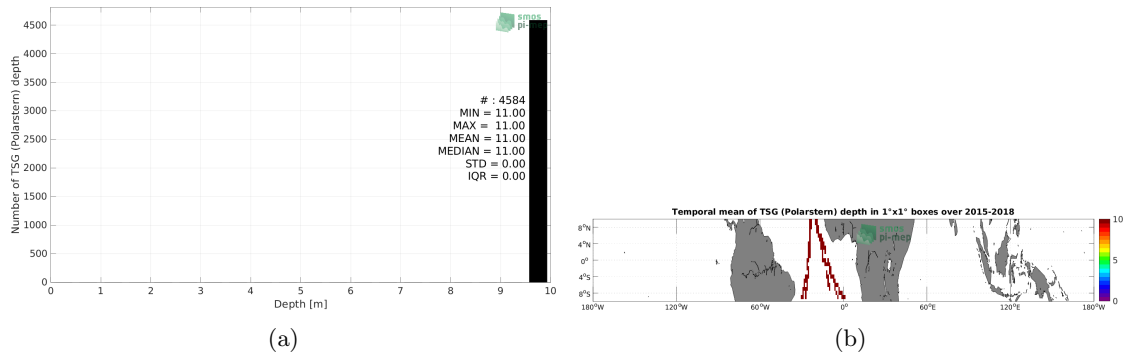 smos
pi-mep
4500
4000
3500
3000
2500
2000
1500
1000
500
0
Number of TSG (Polarstern) depth
# : 4584
MIN = 11.00
MAX = 11.00
MEAN = 11.00
MEDIAN = 11.00
STD = 0.00
IQR = 0.00
0 1 2 3 4 5 6 7 8 9 10
Depth [m]
(a)
Temporal mean of TSG (Polarstern) depth in 1°x1° boxes over 2015-2018
smos
pi-mep
8°N
4°N
0°
4°S
8°S
180°W 120°W 60°W 0° 60°E 120°E 180°W
10
5
0
(b)